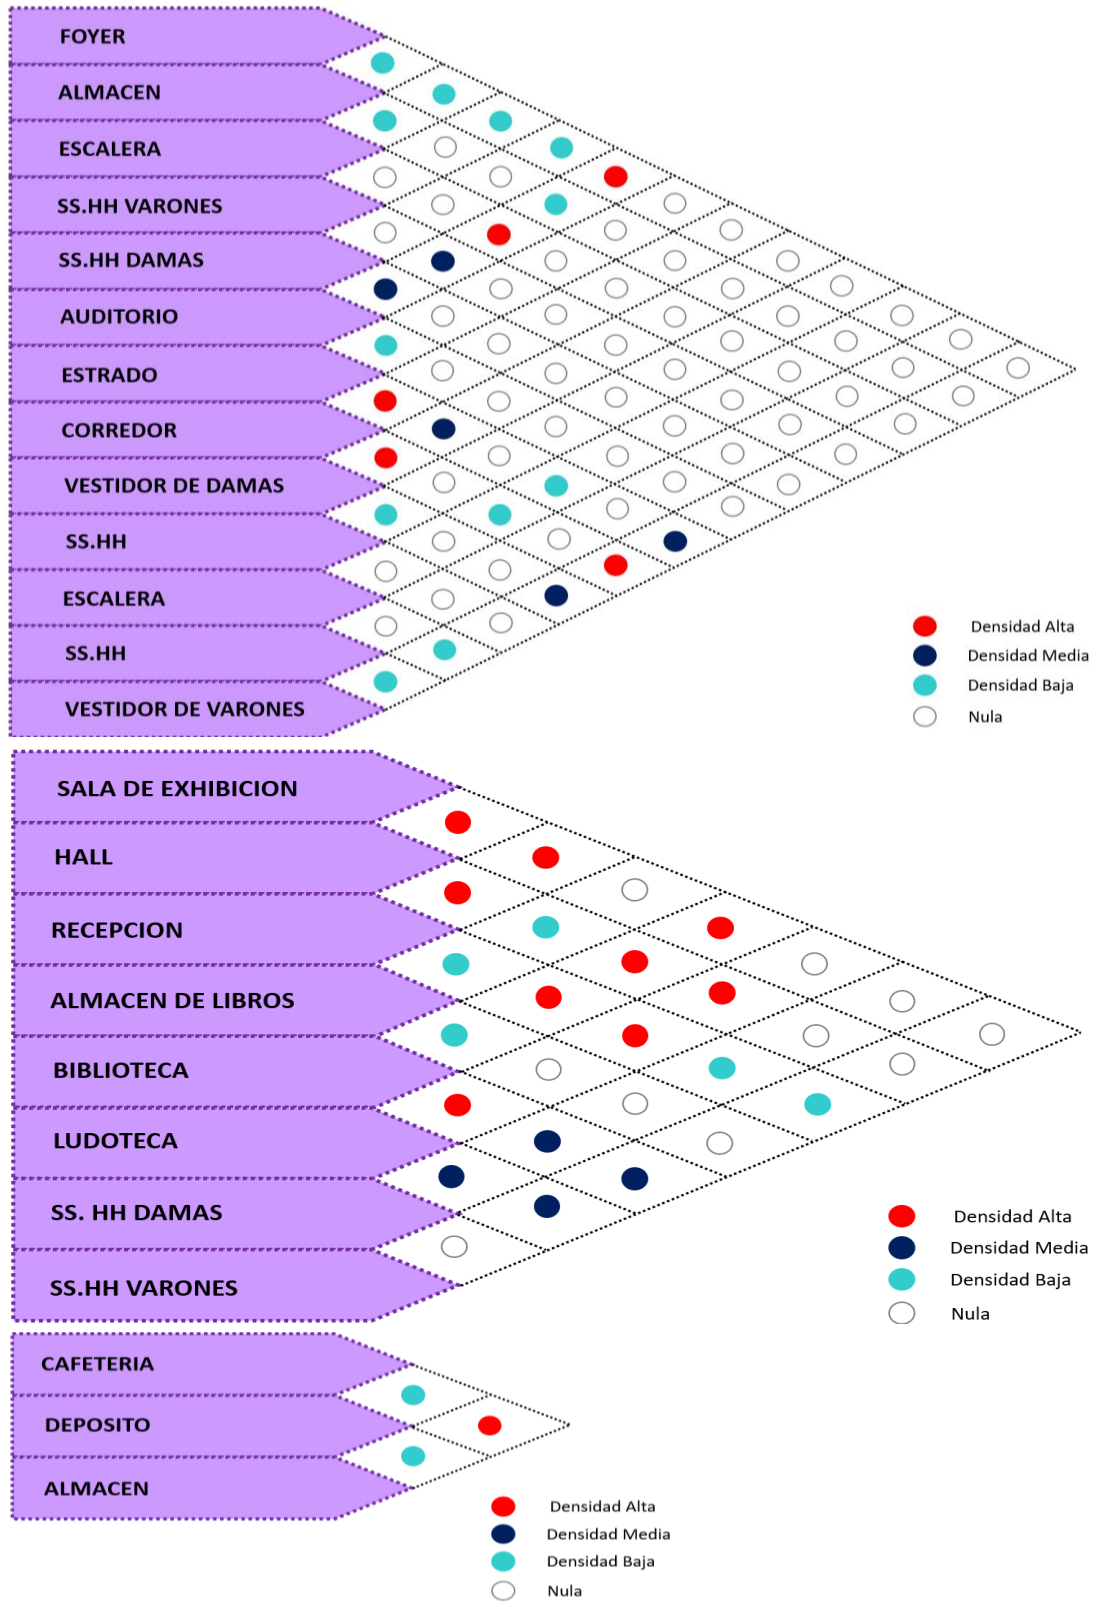 FOYER
ALMACEN
ESCALERA
SS.HH VARONES
SS.HH DAMAS
AUDITORIO
ESTRADO
CORREDOR
VESTIDOR DE DAMAS
SS.HH
ESCALERA
SS.HH
VESTIDOR DE VARONES
Densidad Alta
Densidad Media
Densidad Baja
Nula
SALA DE EXHIBICION
HALL
RECEPCION
ALMACEN DE LIBROS
BIBLIOTECA
LUDOTECA
SS. HH DAMAS
SS.HH VARONES
Densidad Alta
Densidad Media
Densidad Baja
Nula
CAFETERIA
DEPOSITO
ALMACEN
Densidad Alta
Densidad Media
Densidad Baja
Nula